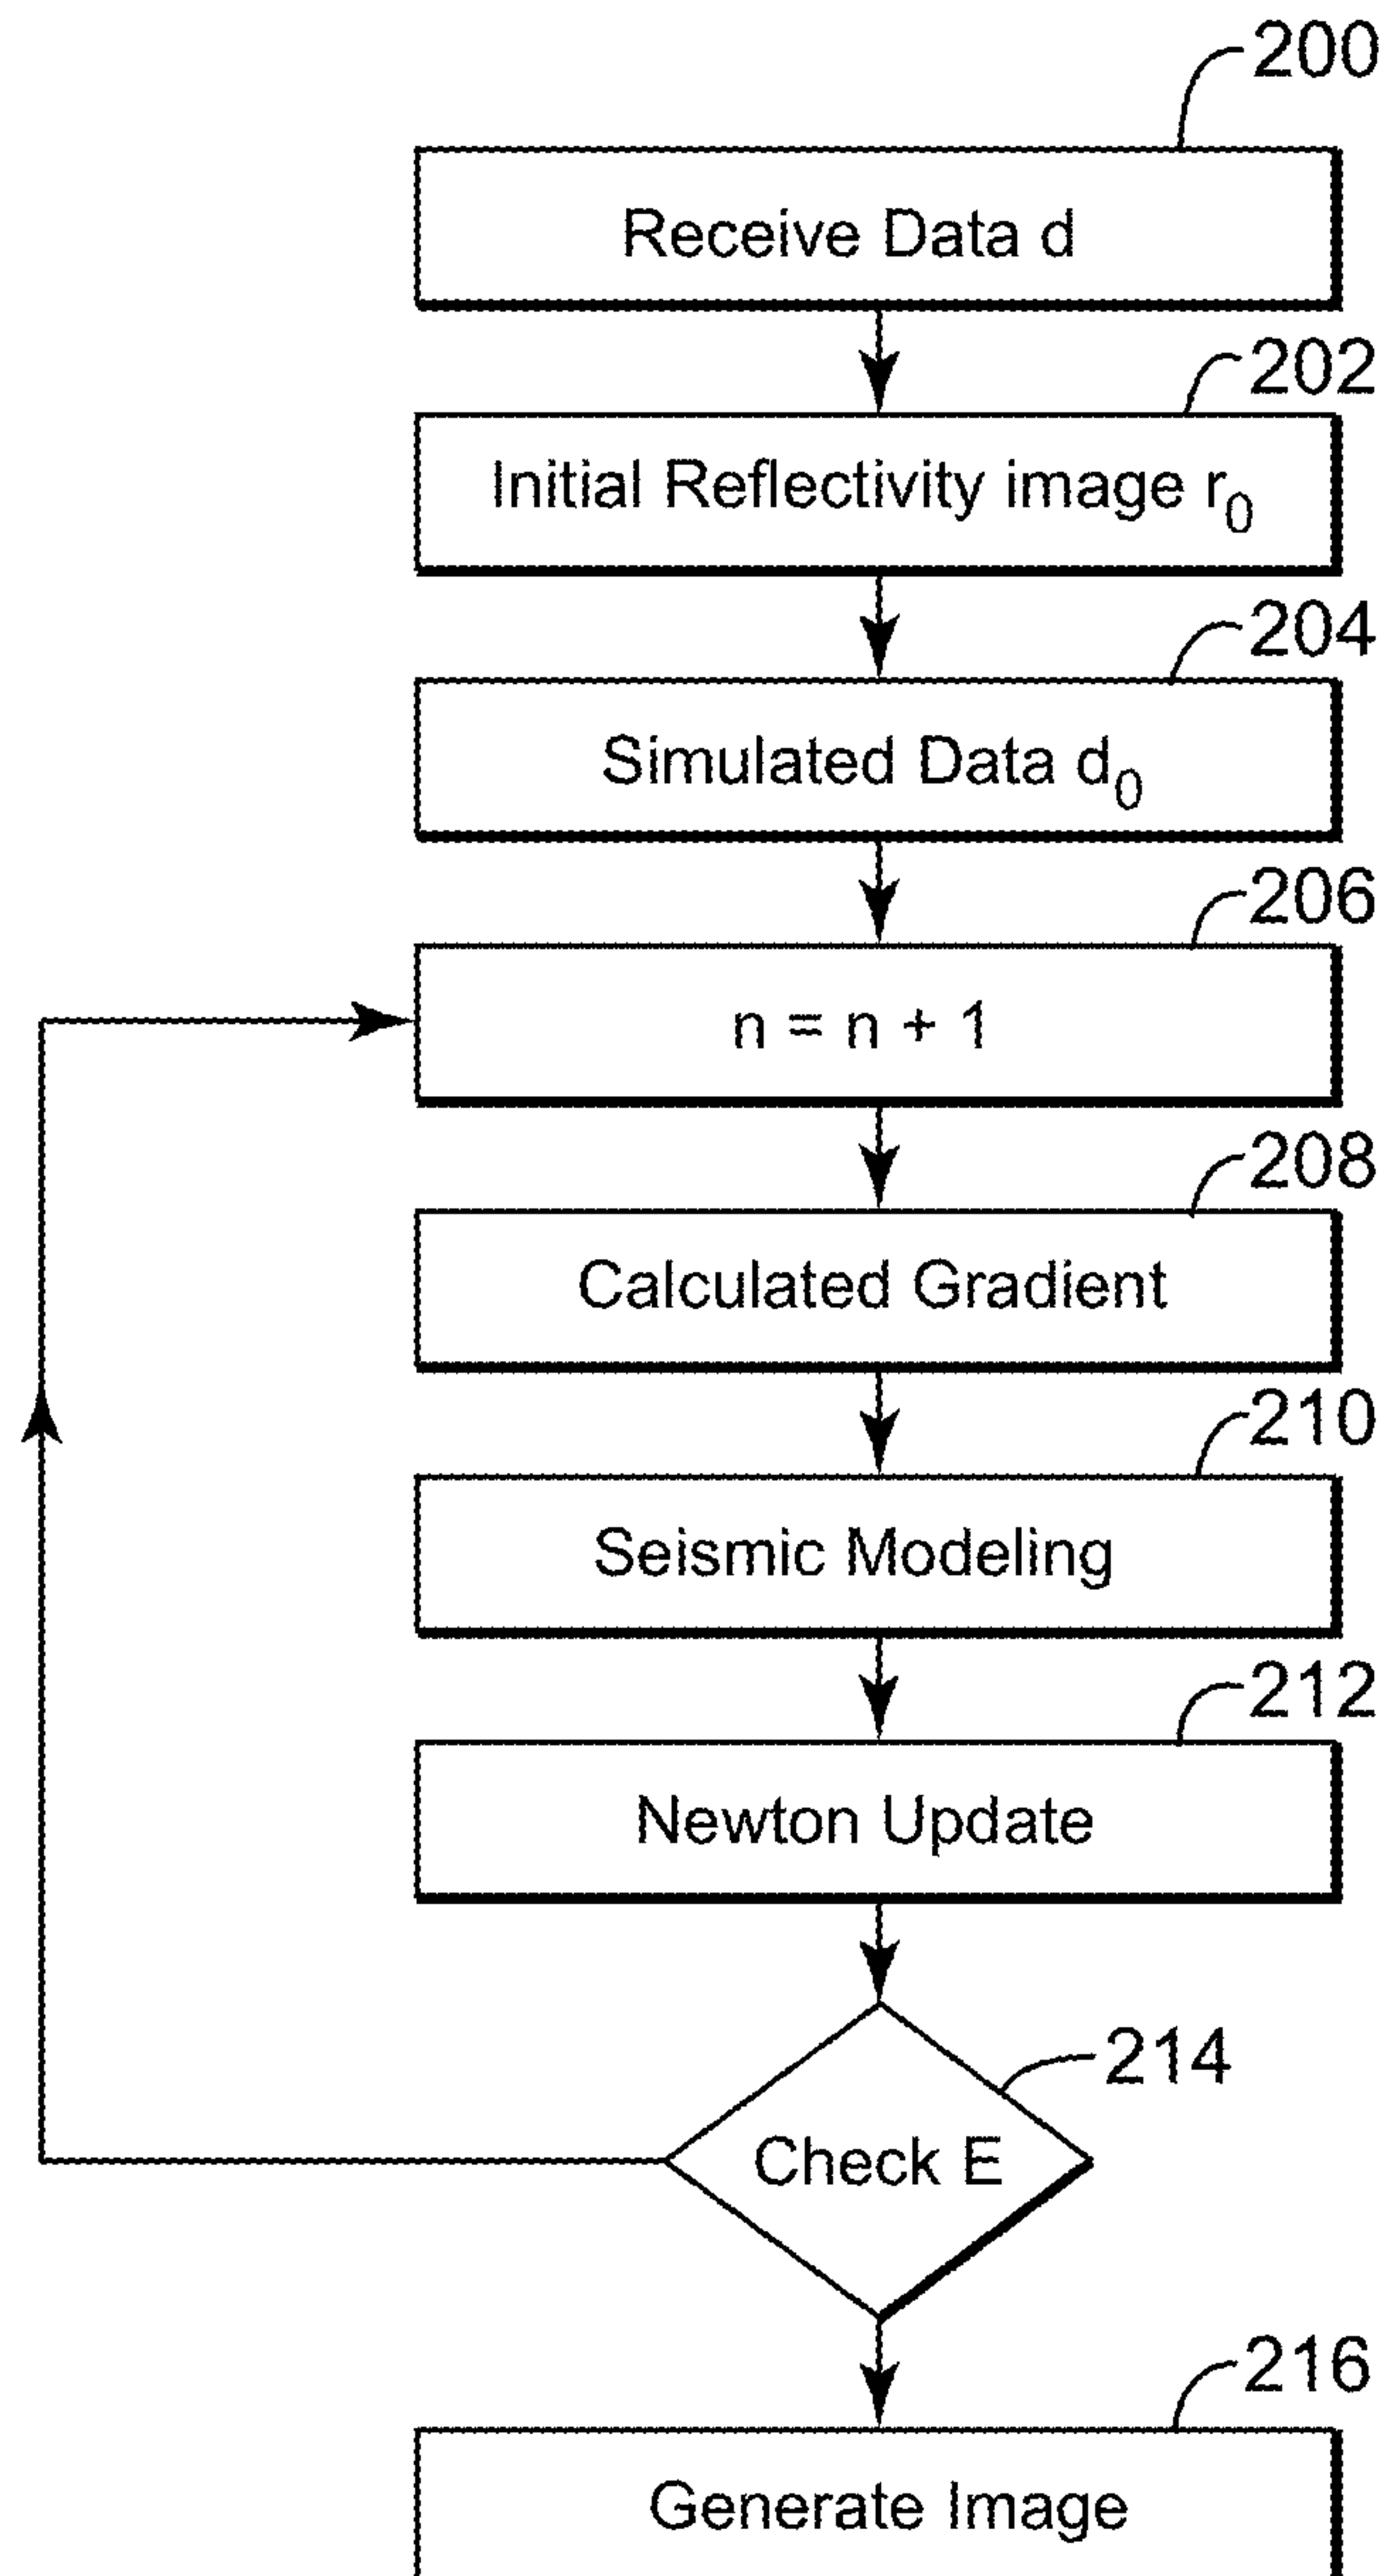 200
Receive Data d
202
Initial Reflectivity image r₀
204
Simulated Data d₀
206
n = n + 1
208
Calculated Gradient
210
Seismic Modeling
212
Newton Update
214
Check E
216
Generate Image